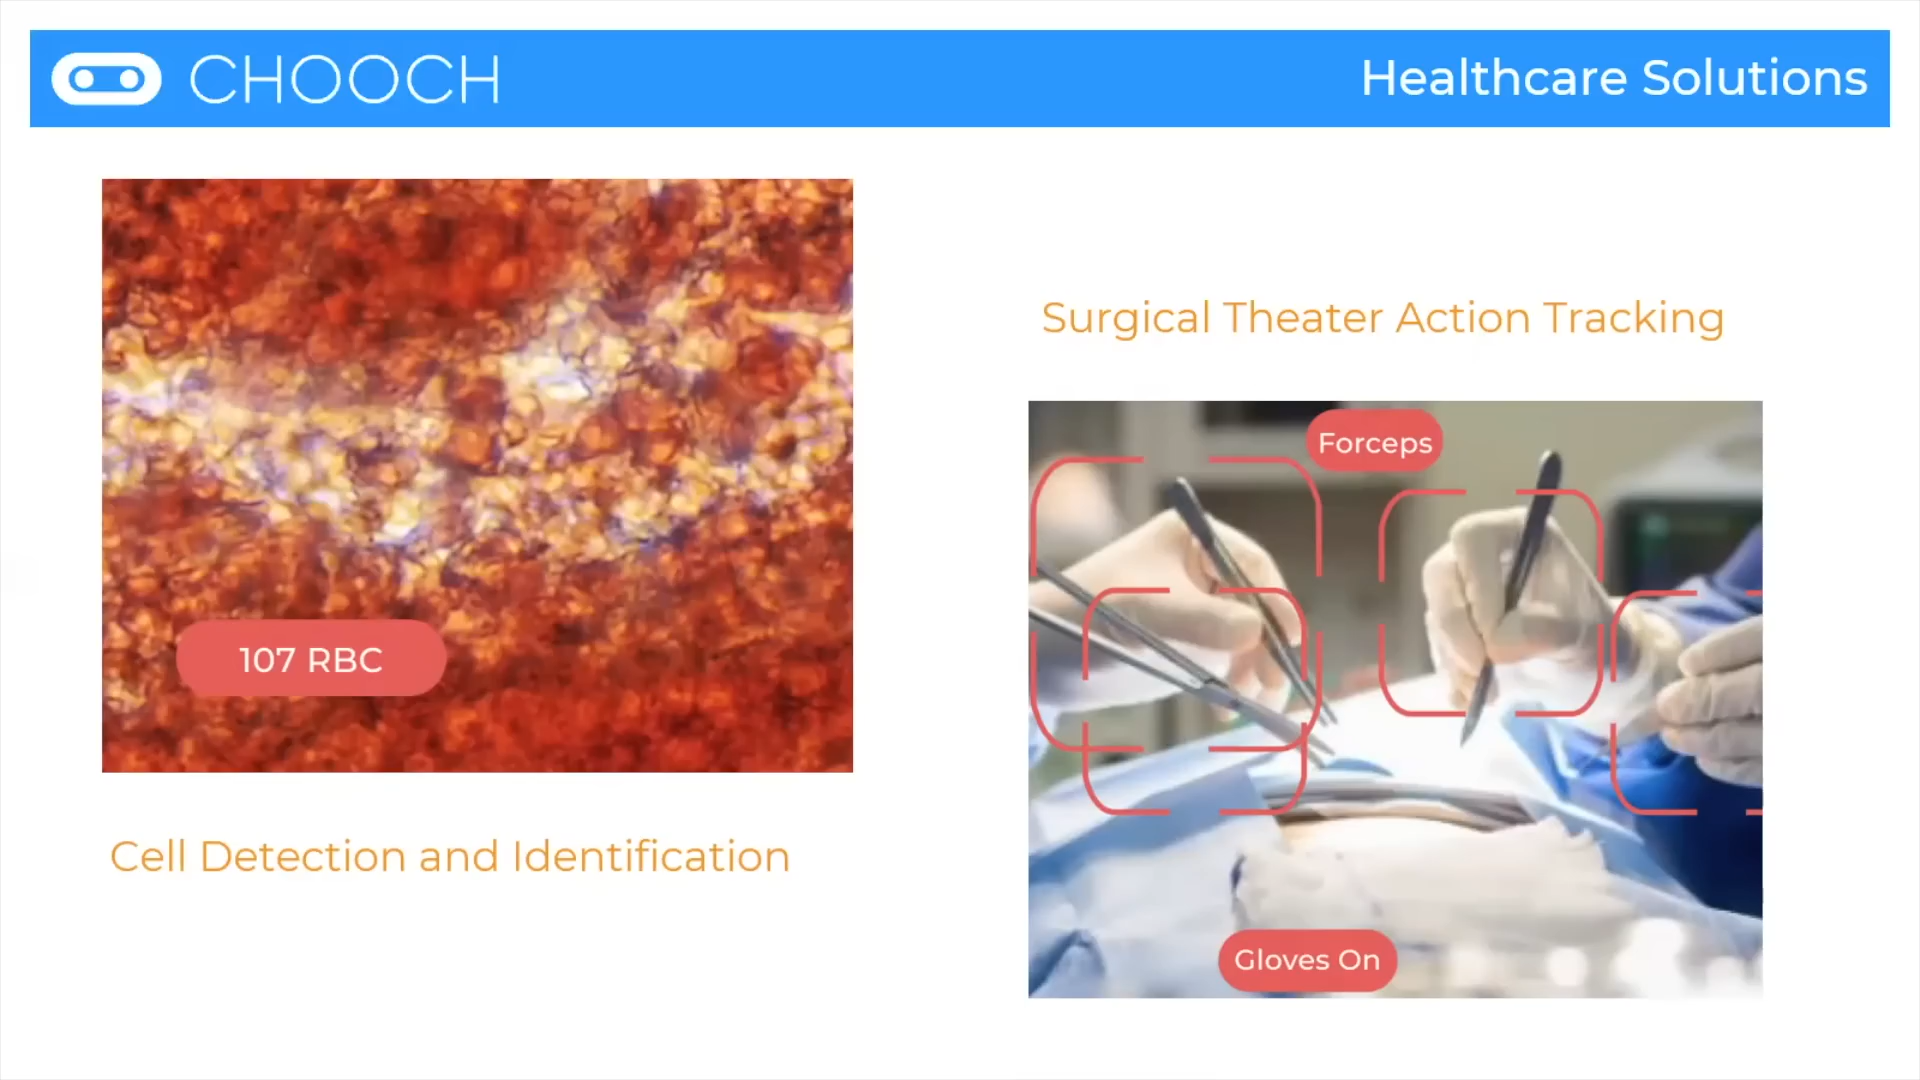 CHOOCH
Healthcare Solutions
107 RBC
Cell Detection and Identification
Surgical Theater Action Tracking
Forceps
Gloves On